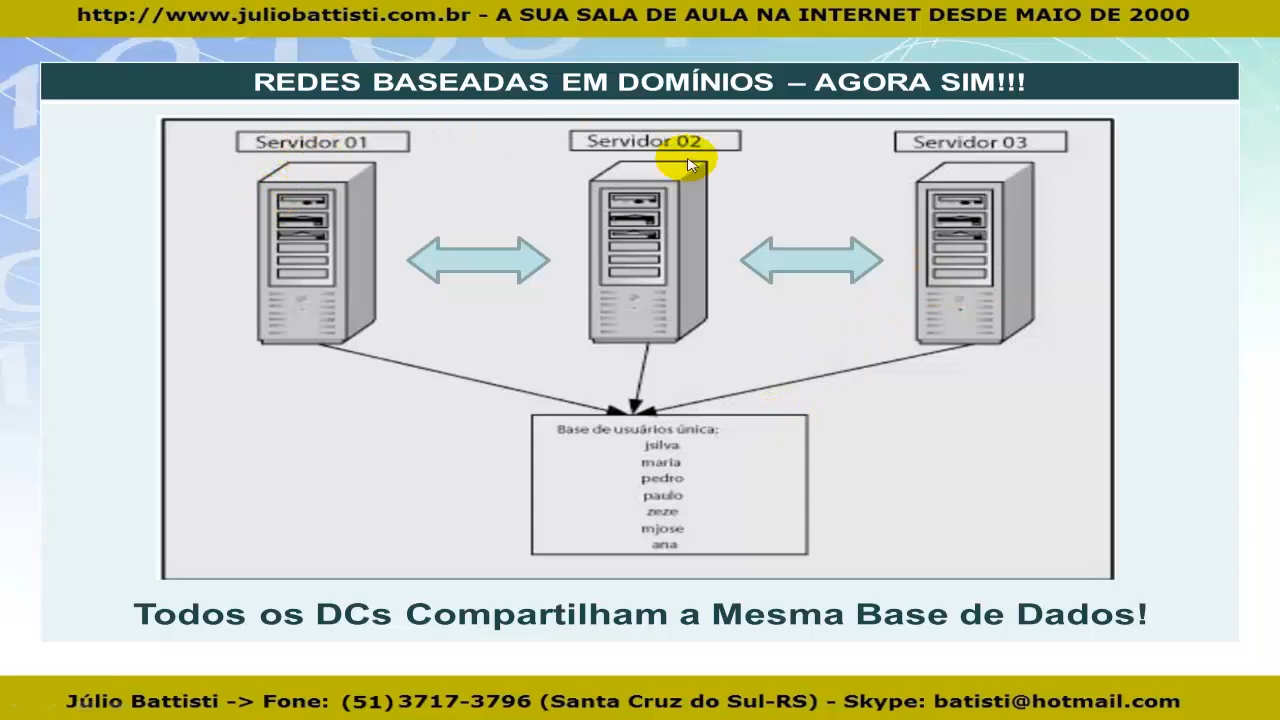 http://www.juliobattisti.com.br - A SUA SALA DE AULA NA INTERNET DESDE MAIO DE 2000
REDES BASEADAS EM DOMÍNIOS – AGORA SIM!!!
Servidor 01
Servidor 02
Servidor 03
Base de usuários única:
jsilva
maria
pedro
paulo
zeze
mjose
ana
Todos os DCs Compartilham a Mesma Base de Dados!
Júlio Battisti -> Fone: (51) 3717-3796 (Santa Cruz do Sul-RS) - Skype: batisti@hotmail.com